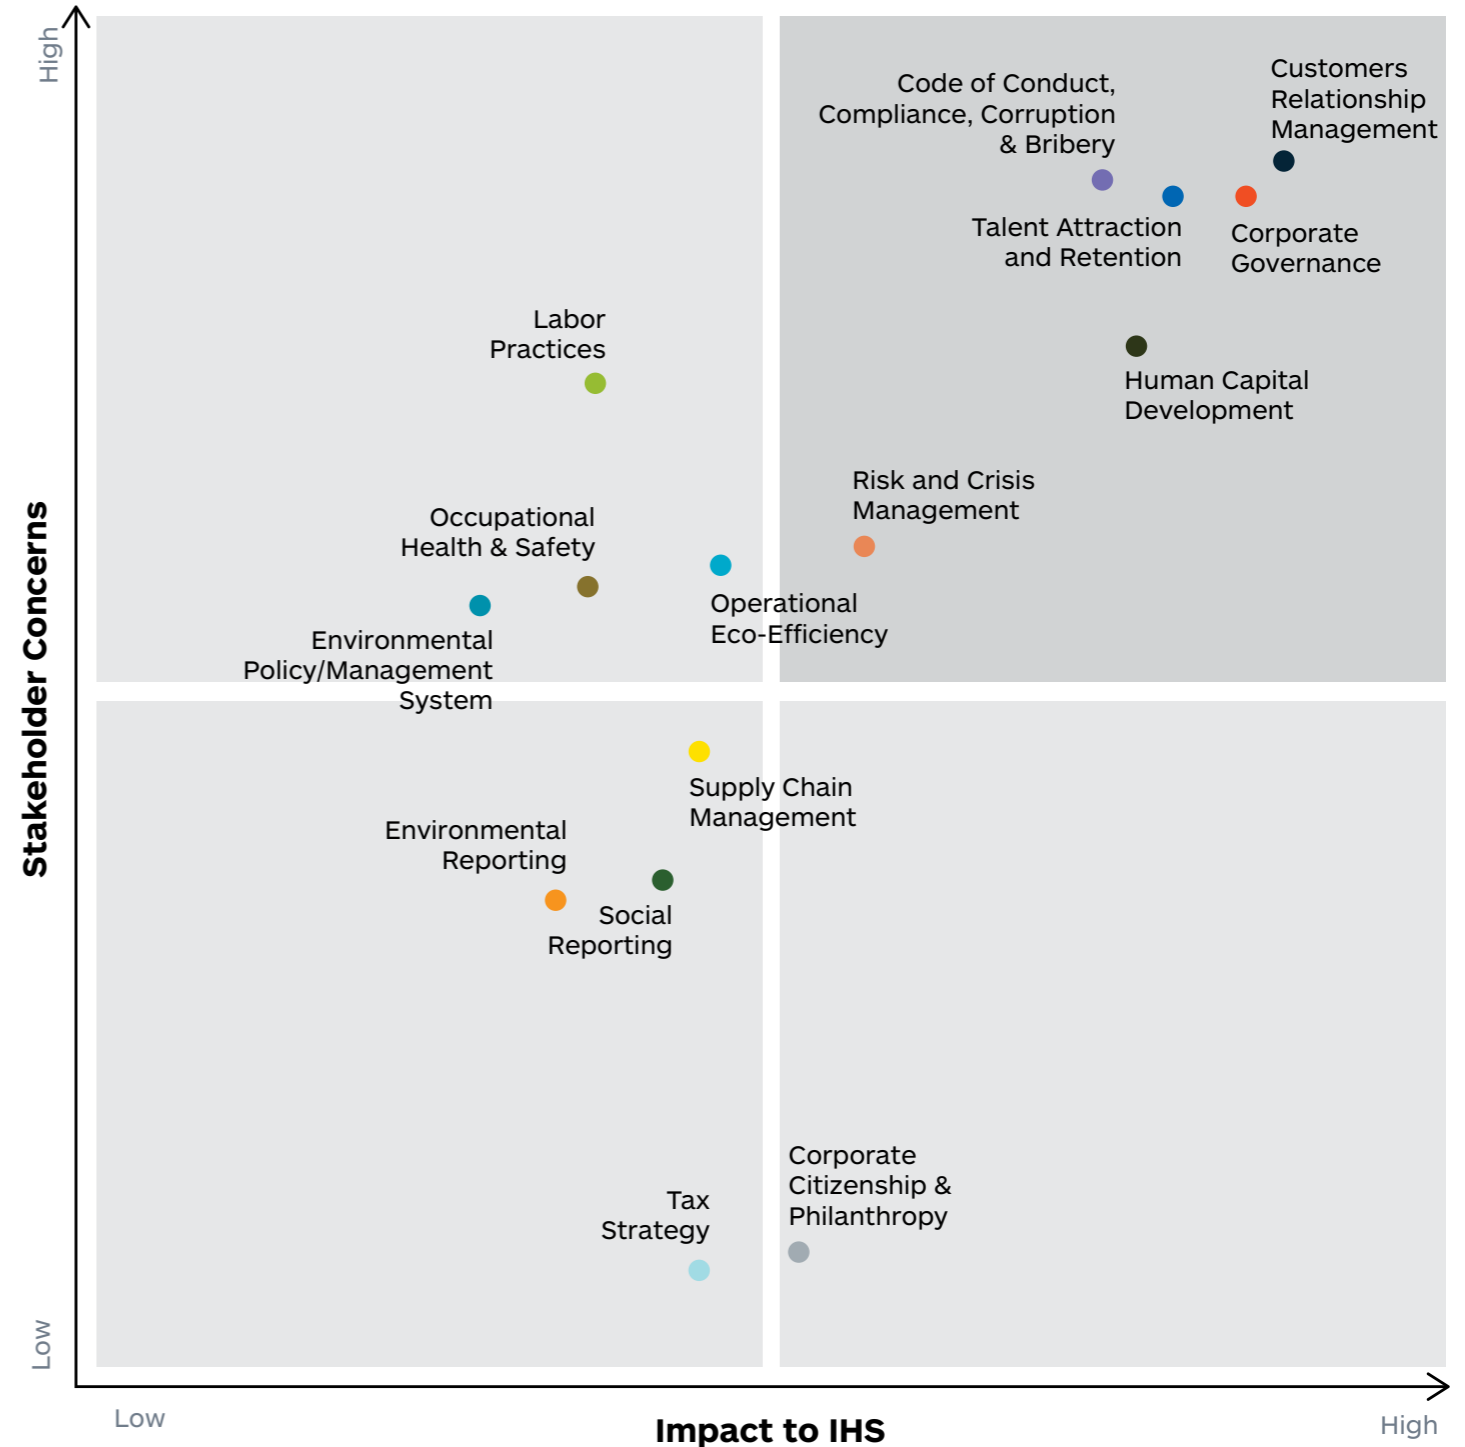 High
Customers
Relationship
Management
Code of Conduct,
Compliance, Corruption
& Bribery
Talent Attraction
and Retention
Corporate
Governance
Labor
Practices
Human Capital
Development
Risk and Crisis
Management
Occupational
Health & Safety
Operational
Eco-Efficiency
Environmental
Policy/Management
System
Stakeholder Concerns
Supply Chain
Management
Environmental
Reporting
Social
Reporting
Corporate
Citizenship &
Philanthropy
Tax
Strategy
Low
Low
Impact to IHS
High